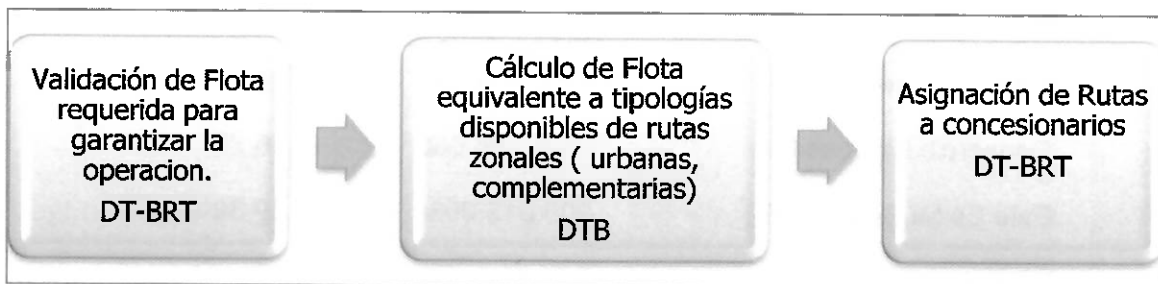 Validación de Flota
requerida para
garantizar la
operacion.
DT-BRT
Cálculo de Flota
equivalente a tipologías
disponibles de rutas
zonales ( urbanas,
complementarias)
DTB
Asignación de Rutas
a concesionarios
DT-BRT